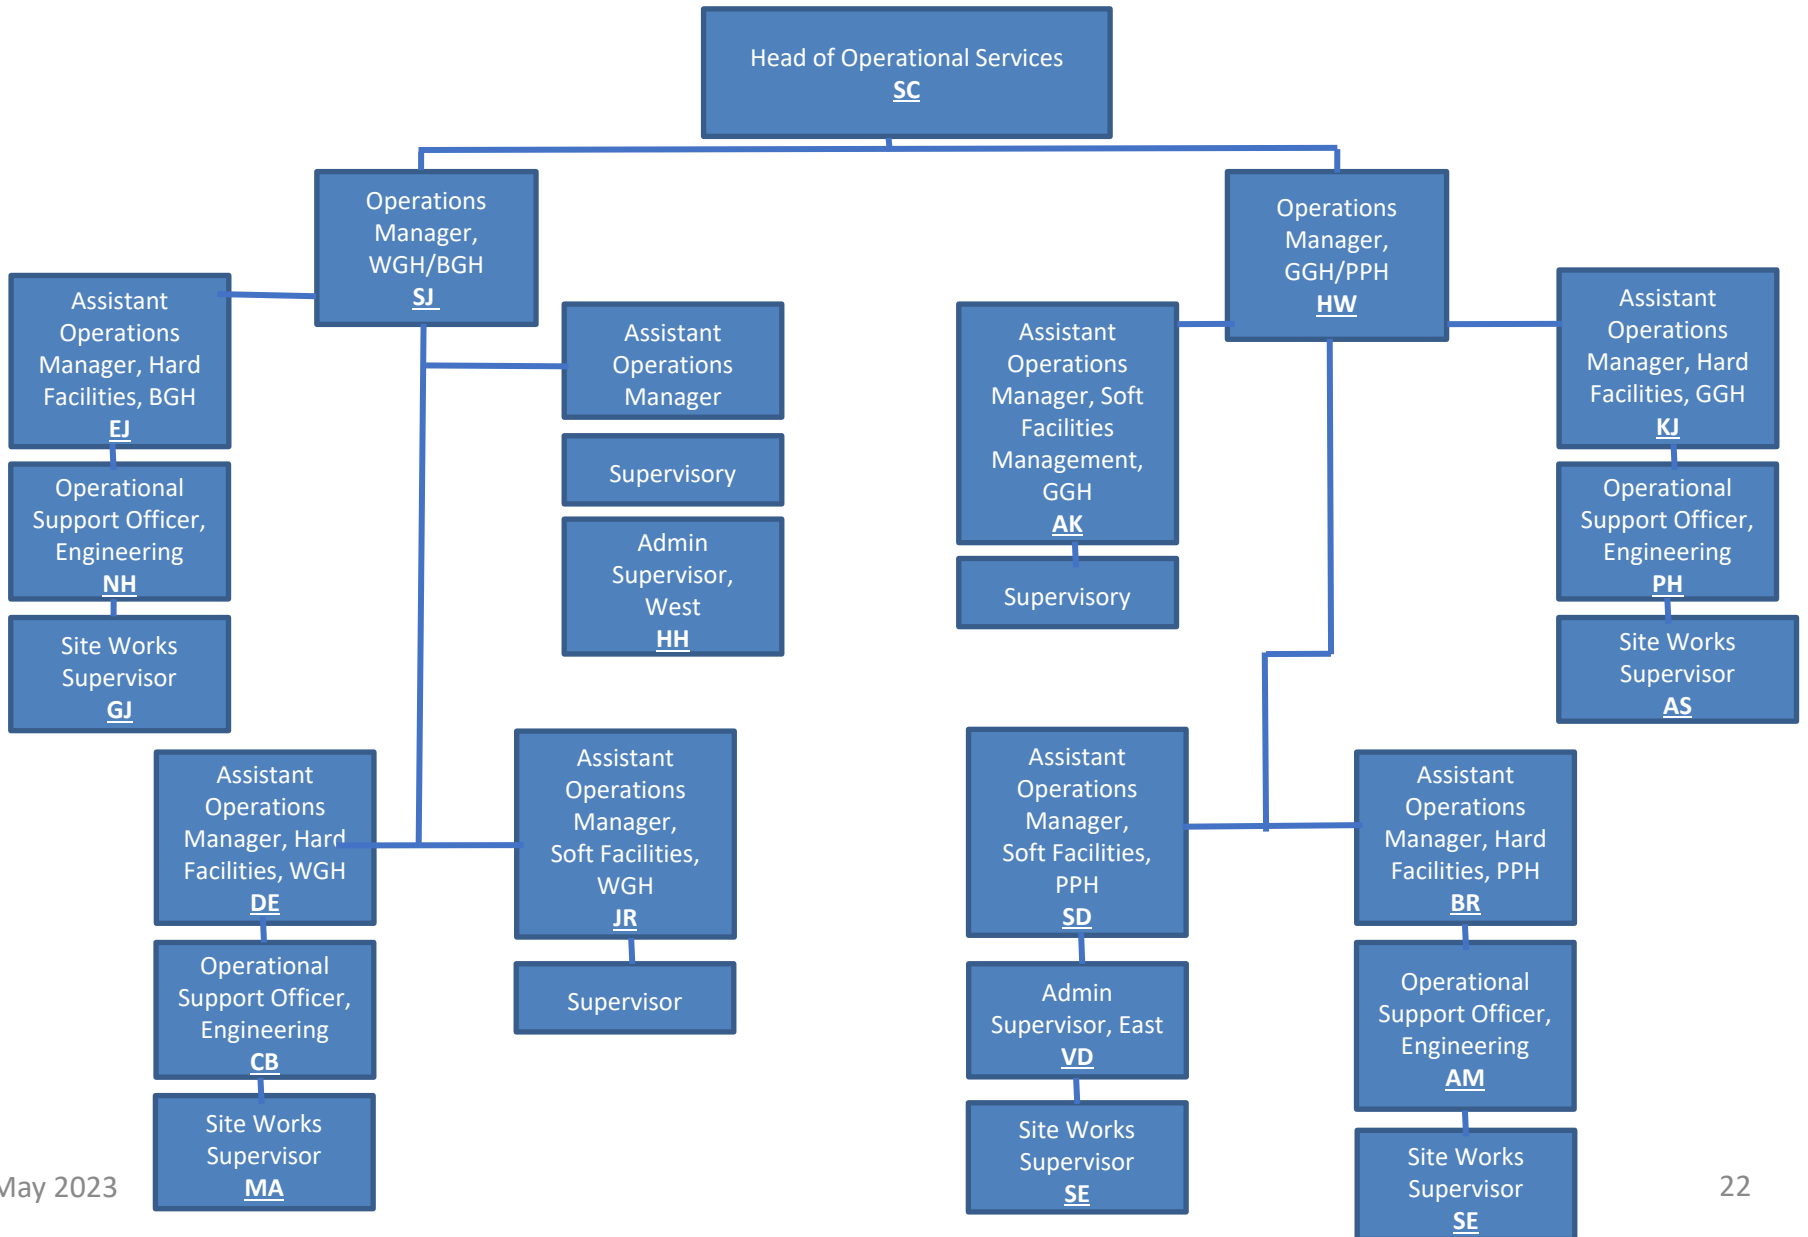 Head of Operational Services
SC
Operations
Manager,
WGH/BGH
SJ
Operations
Manager,
GGH/PPH
HW
Assistant
Operations
Manager, Hard
Facilities, BGH
EJ
Operational
Support Officer,
Engineering
NH
Site Works
Supervisor
GJ
Assistant
Operations
Manager
Supervisory
Admin
Supervisor,
West
HH
Assistant
Operations
Manager, Soft
Facilities
Management,
GGH
AK
Supervisory
Assistant
Operations
Manager, Hard
Facilities, GGH
KJ
Operational
Support Officer,
Engineering
PH
Site Works
Supervisor
AS
Assistant
Operations
Manager, Hard
Facilities, WGH
DE
Operational
Support Officer,
Engineering
CB
Site Works
Supervisor
MA
Assistant
Operations
Manager,
Soft Facilities,
WGH
JR
Supervisor
Assistant
Operations
Manager,
Soft Facilities,
PPH
SD
Admin
Supervisor, East
VD
Site Works
Supervisor
SE
Assistant
Operations
Manager, Hard
Facilities, PPH
BR
Operational
Support Officer,
Engineering
AM
Site Works
Supervisor
SE
May 2023
22